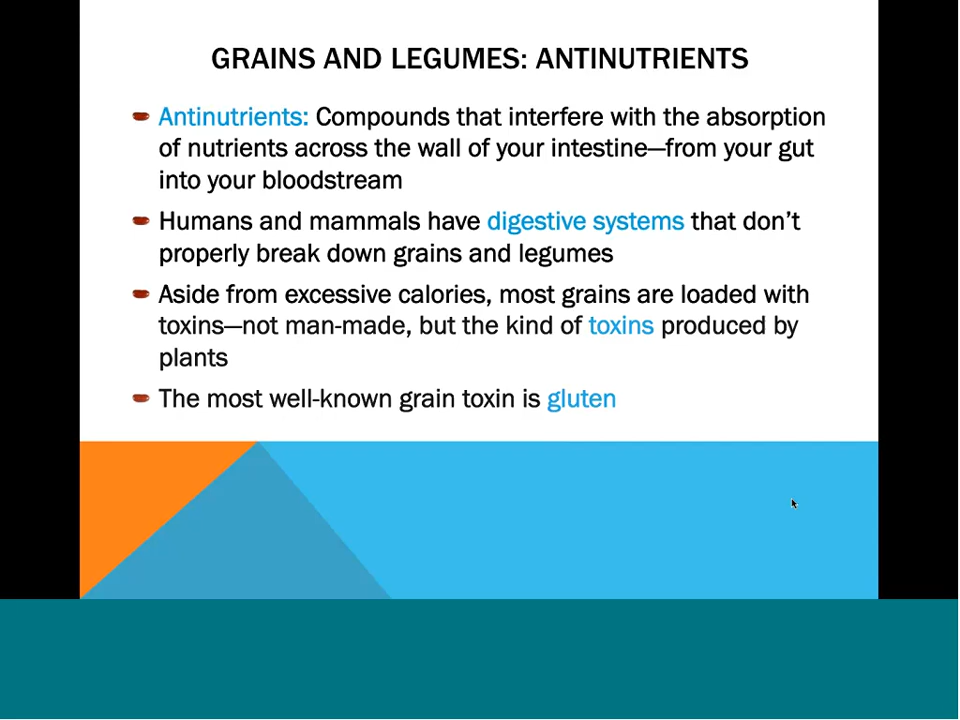 GRAINS AND LEGUMES: ANTINUTRIENTS
Antinutrients: Compounds that interfere with the absorption
of nutrients across the wall of your intestine—from your gut
into your bloodstream
Humans and mammals have digestive systems that don't
properly break down grains and legumes
Aside from excessive calories, most grains are loaded with
toxins—not man-made, but the kind of toxins produced by
plants
The most well-known grain toxin is gluten